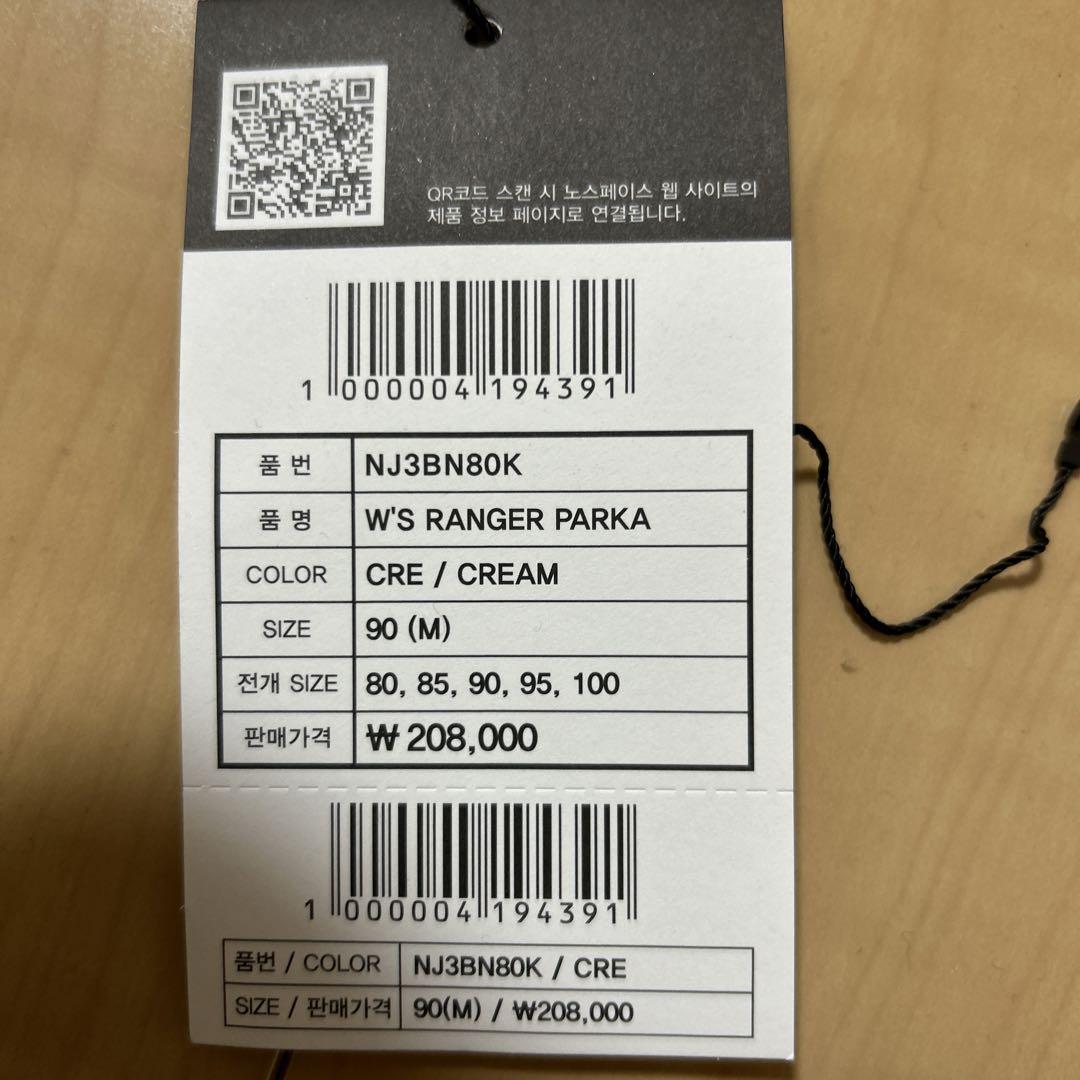 QR코드 스캔 시 노스페이스 웹 사이트의
제품 정보 페이지로 연결됩니다.
1 000004 194391
품 번 NJ3BN80K
품 명 W'S RANGER PARKA
COLOR CRE / CREAM
SIZE 90 (M)
전개 SIZE 80, 85, 90, 95, 100
판매가격 ₩ 208,000
1 000004 194391
품번 / COLOR NJ3BN80K / CRE
SIZE / 판매가격 90(M) / ₩208,000